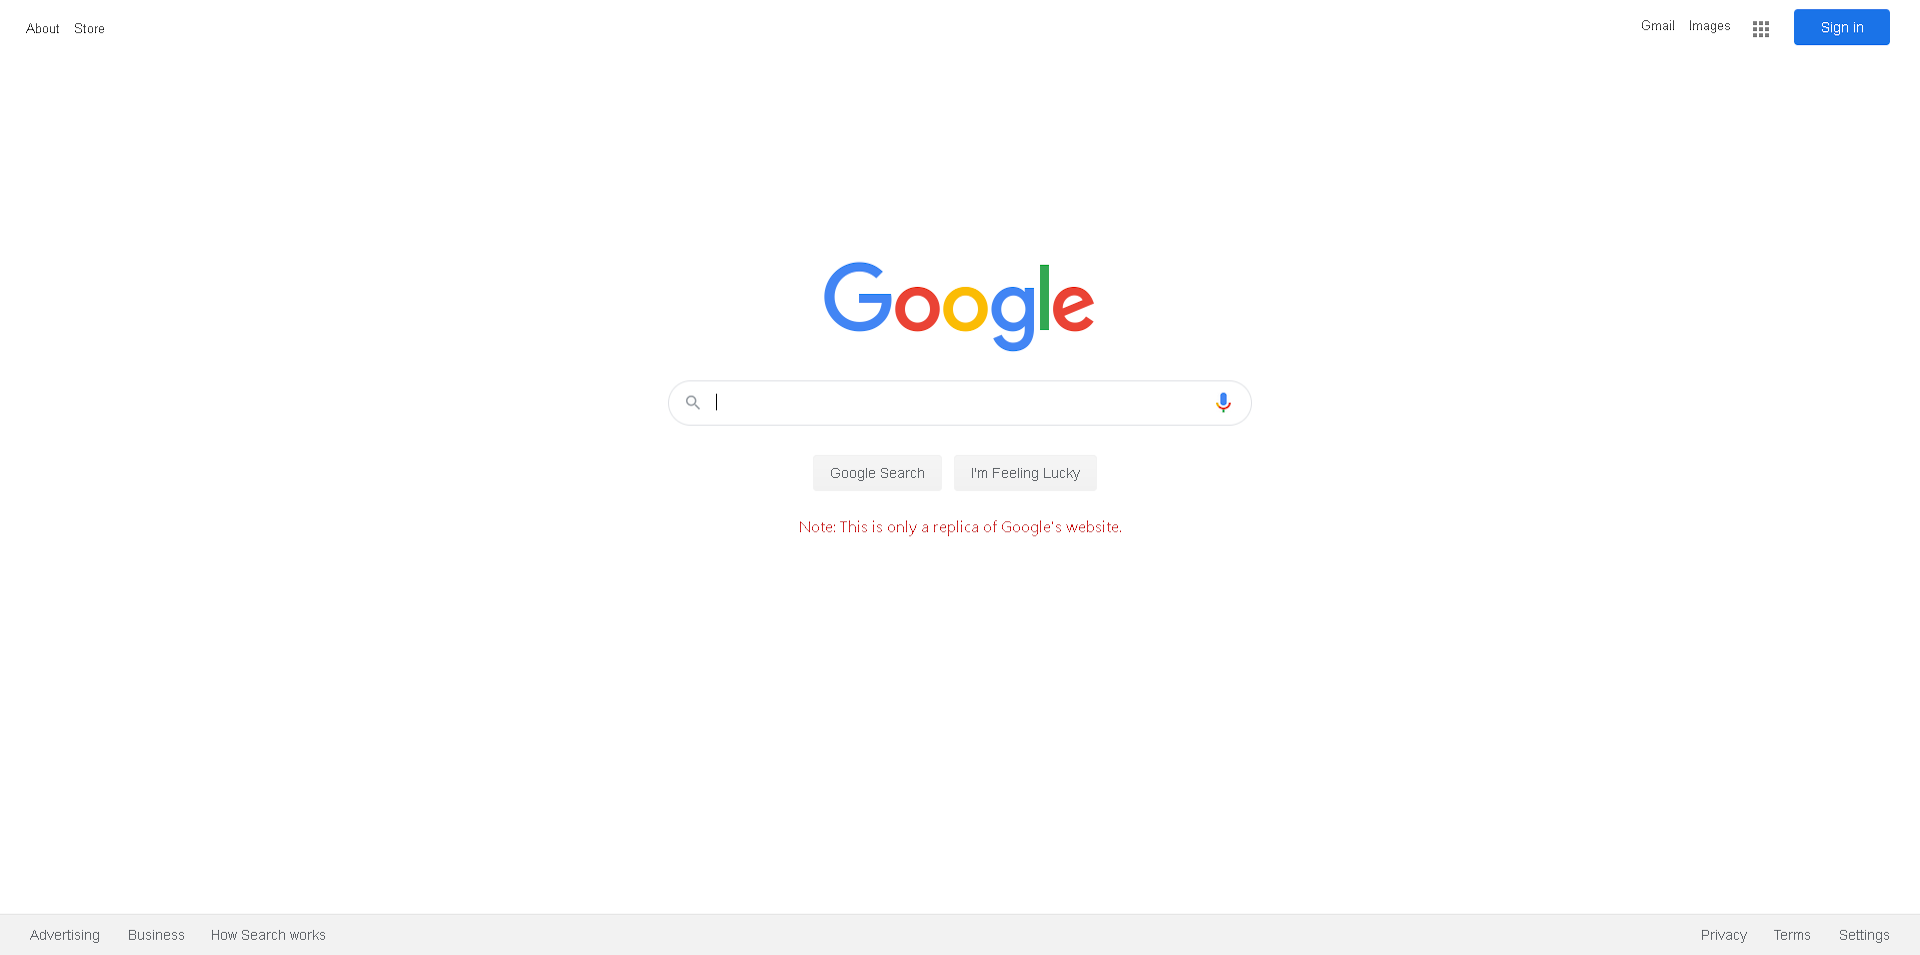 About Store
Gmail Images Sign in
Google
Google Search I'm Feeling Lucky
Note: This is only a replica of Google's website.
Advertising Business How Search works
Privacy Terms Settings